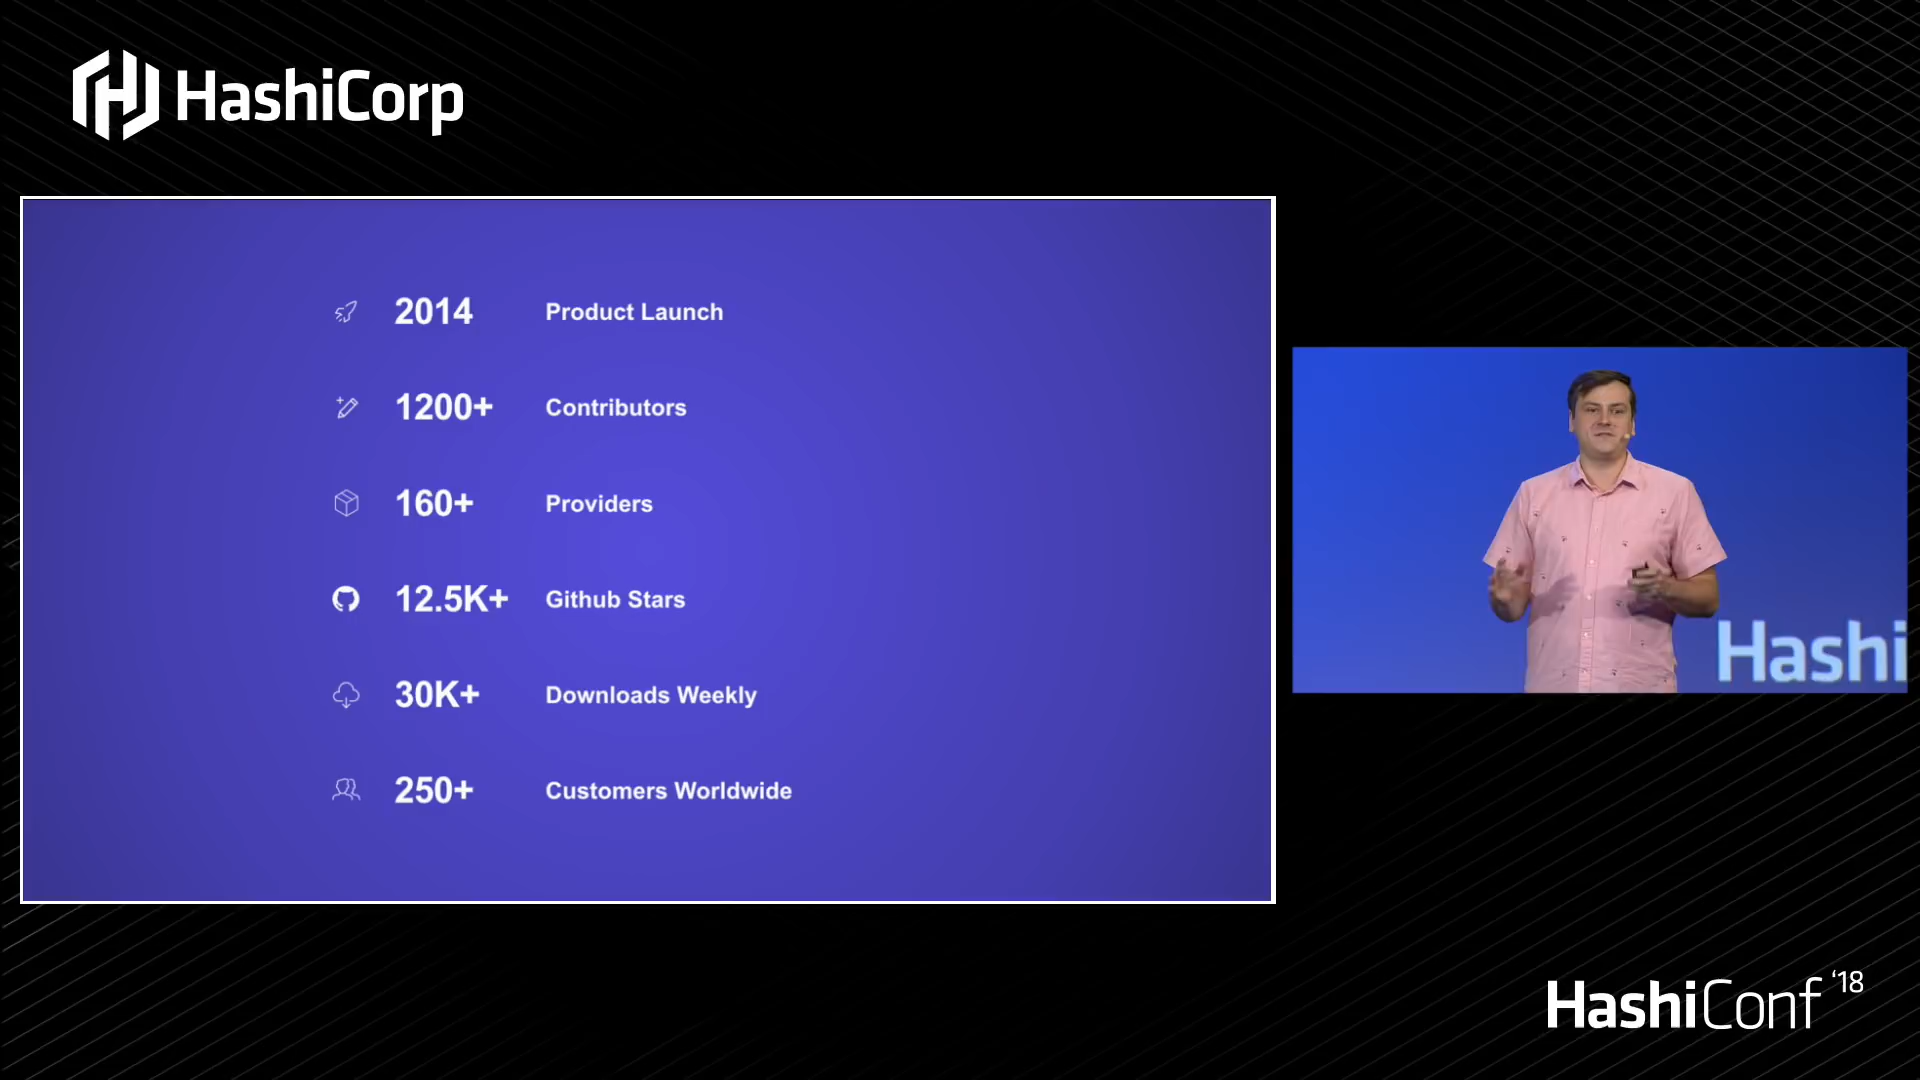 HashiCorp
2014 Product Launch
1200+ Contributors
160+ Providers
12.5K+ Github Stars
30K+ Downloads Weekly
250+ Customers Worldwide
Hashi
HashiConf '18